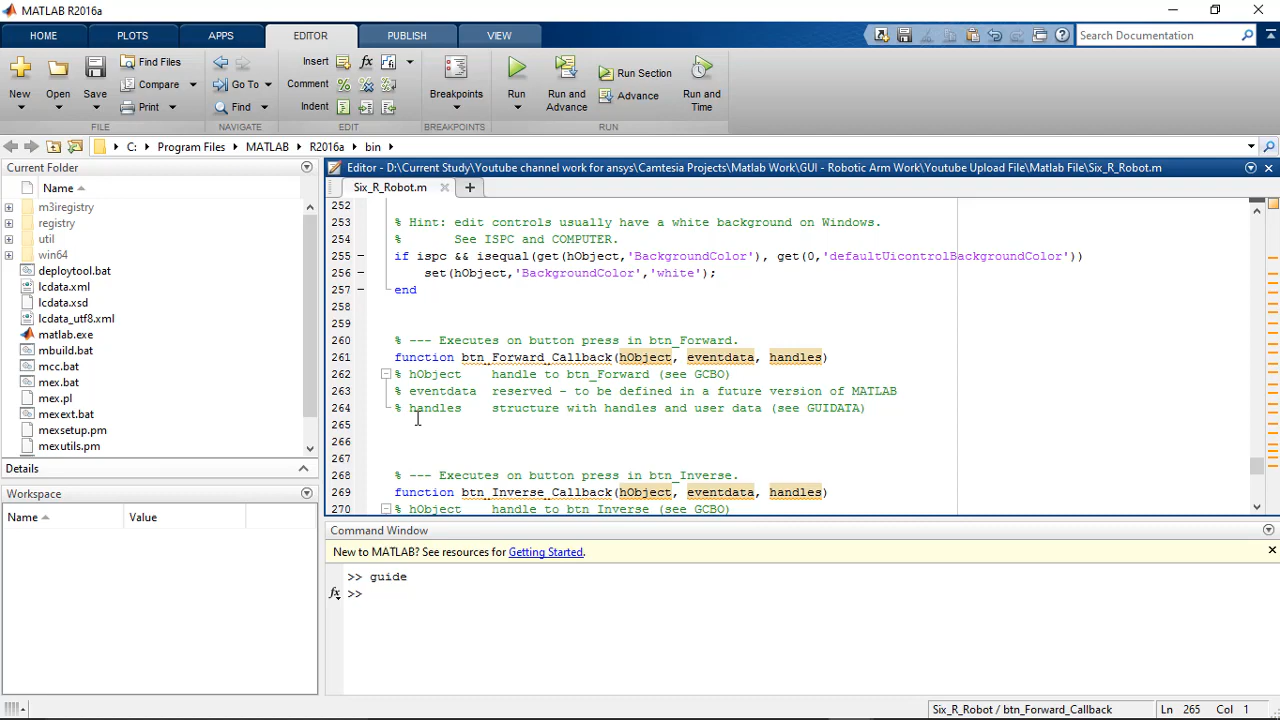 MATLAB R2016a
HOME PLOTS APPS EDITOR PUBLISH VIEW
Search Documentation
New
Open
Save
Find Files
Compare
Print
FILE
Go To
Find
NAVIGATE
Insert
Comment
Indent
EDIT
Breakpoints
BREAKPOINTS
Run
Run and
Advance
Run Section
Advance
Run and
Time
RUN
C: Program Files MATLAB R2016a bin
Current Folder
Name
m3iregistry
registry
util
win64
deploytool.bat
lcdata.xml
lcdata.xsd
lcdata_utf8.xml
matlab.exe
mbuild.bat
mcc.bat
mex.bat
mex.pl
mexext.bat
mexsetup.pm
mexutils.pm
Details
Workspace
Name Value
Editor - D:\Current Study\Youtube channel work for ansys\Camtesia Projects\Matlab Work\GUI - Robotic Arm Work\Youtube Upload File\Matlab File\Six_R_Robot.m
Six_R_Robot.m
252
253 % Hint: edit controls usually have a white background on Windows.
254 % See ISPC and COMPUTER.
255 if ispc && isequal(get(hObject,'BackgroundColor'), get(0,'defaultUicontrolBackgroundColor'))
256 set(hObject,'BackgroundColor','white');
257 end
258
259
260 % --- Executes on button press in btn_Forward.
261 function btn_Forward_Callback(hObject, eventdata, handles)
262 % hObject handle to btn_Forward (see GCBO)
263 % eventdata reserved - to be defined in a future version of MATLAB
264 % handles structure with handles and user data (see GUIDATA)
265
266
267
268 % --- Executes on button press in btn_Inverse.
269 function btn_Inverse_Callback(hObject, eventdata, handles)
270 % hObject handle to btn_Inverse (see GCBO)
Command Window
New to MATLAB? See resources for Getting Started.
>> guide
fx >>
Six_R_Robot / btn_Forward_Callback Ln 265 Col 1